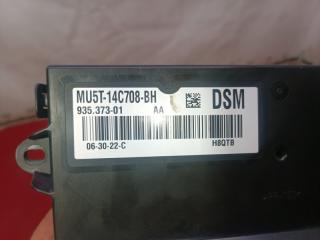 MU5T-14C708-BH
DSM
935.373-01
AA
06-30-22-C
H8QTB